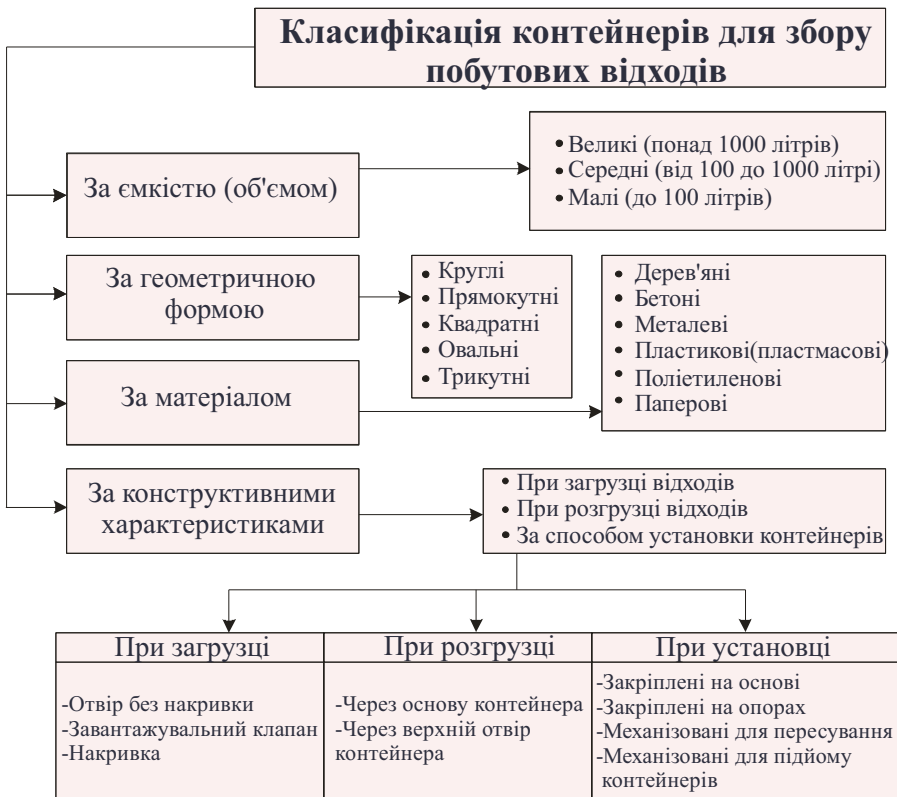 Класифікація контейнерів для збору
побутових відходів
За ємкістю (об'ємом)
• Великі (понад 1000 літрів)
• Середні (від 100 до 1000 літрі)
• Малі (до 100 літрів)
За геометричною
формою
• Круглі
• Прямокутні
• Квадратні
• Овальні
• Трикутні
За матеріалом
• Дерев'яні
• Бетоні
• Металеві
• Пластикові(пластмасові)
• Поліетиленові
• Паперові
За конструктивними
характеристиками
• При загрузці відходів
• При розгрузці відходів
• За способом установки контейнерів
При загрузці
-Отвір без накривки
-Завантажувальний клапан
-Накривка
При розгрузці
-Через основу контейнера
-Через верхній отвір
контейнера
При установці
-Закріплені на основі
-Закріплені на опорах
-Механізовані для пересування
-Механізовані для підйому
контейнерів